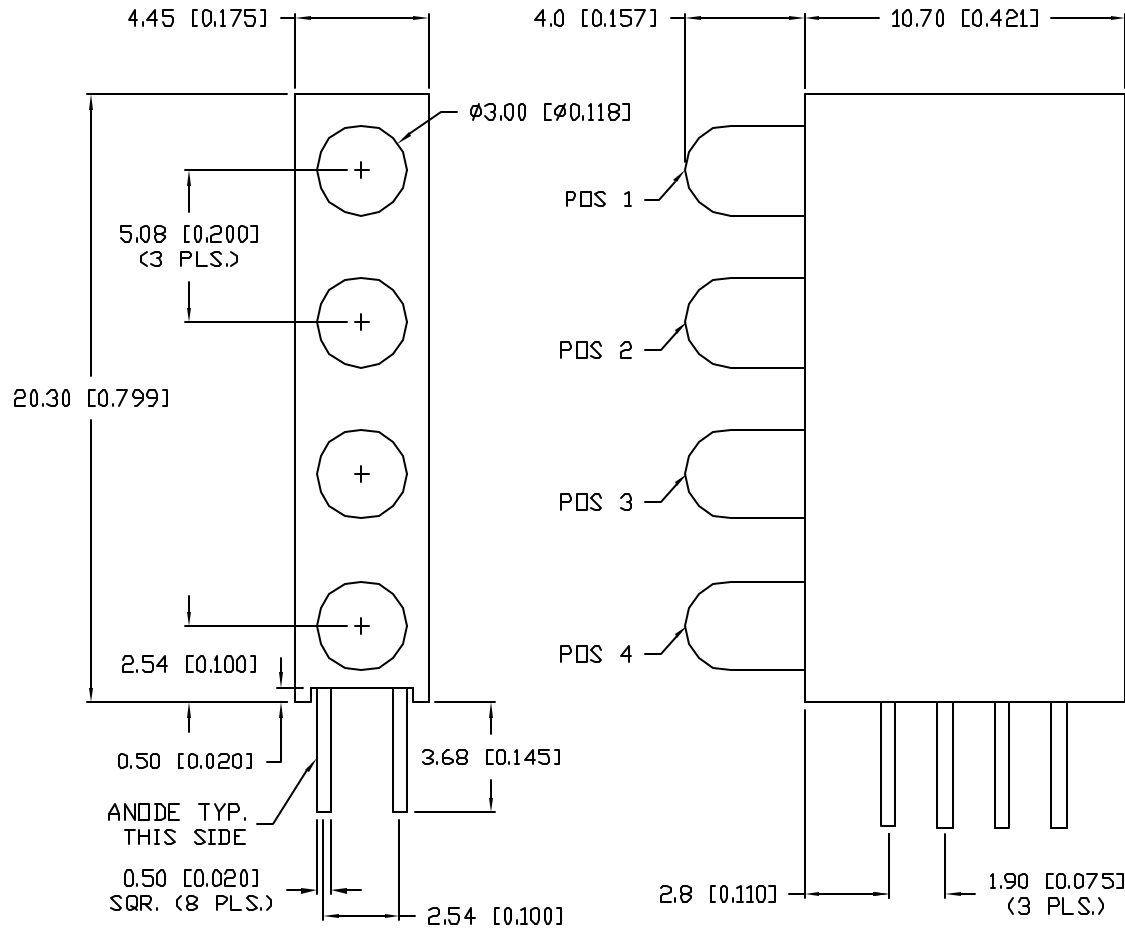 4.45 [0.175]
4.0 [0.157]
10.70 [0.421]
Ø3.00 [Ø0.118]
POS 1
5.08 [0.200]
(3 PLS.)
POS 2
20.30 [0.799]
POS 3
2.54 [0.100]
POS 4
0.50 [0.020]
3.68 [0.145]
ANODE TYP.
THIS SIDE
0.50 [0.020]
SQR. (8 PLS.)
2.54 [0.100]
2.8 [0.110]
1.90 [0.075]
(3 PLS.)